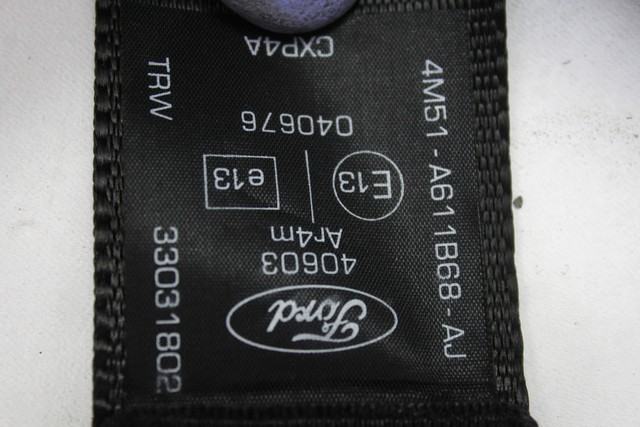 Ford
40603
Ar4m
E13 e13
040676
CXP4A
4M51 - A611B68 - AJ
TRW 33031802